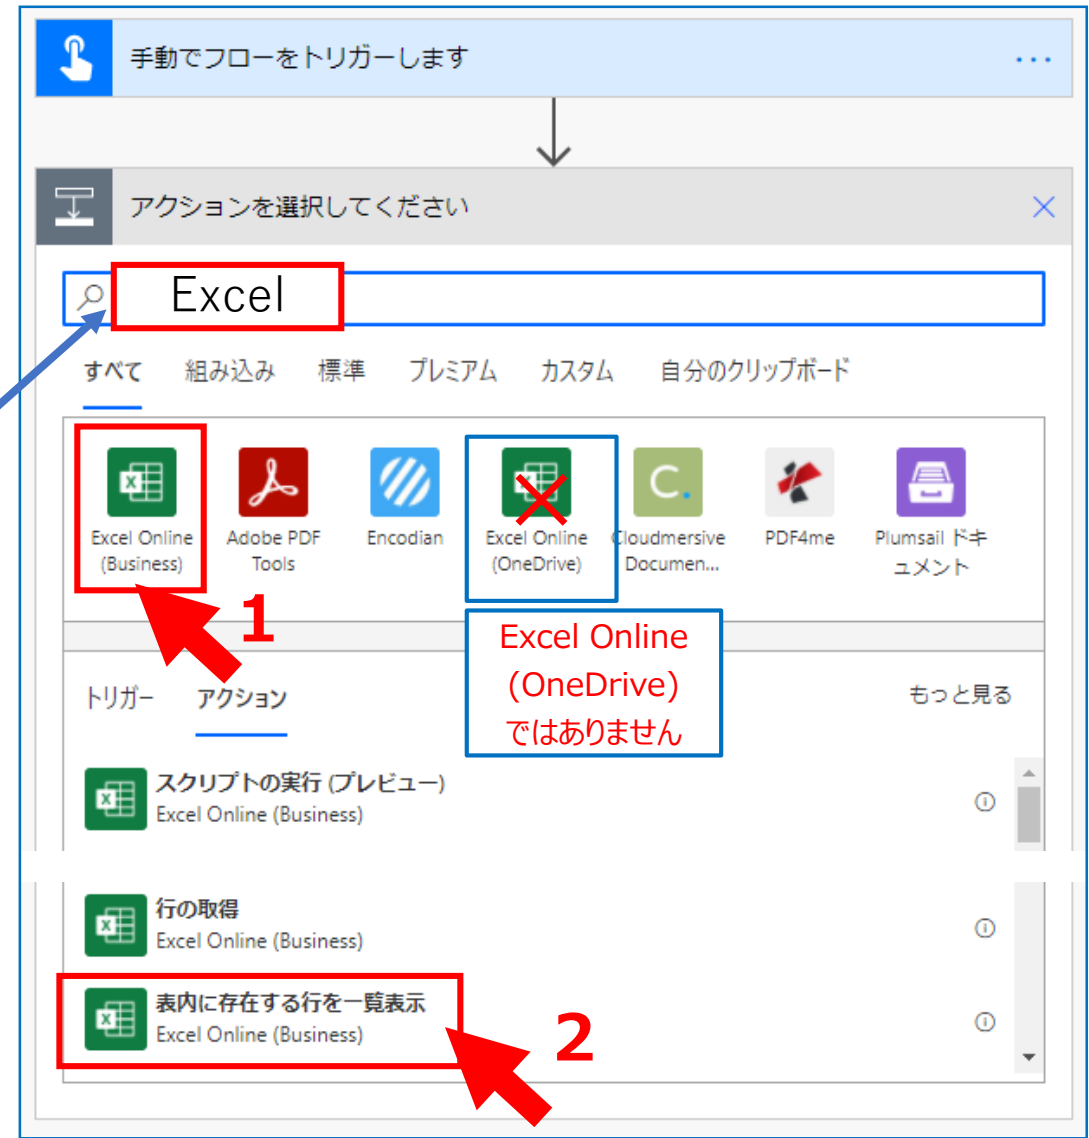 手動でフローをトリガーします
アクションを選択してください
Excel
すべて 組み込み 標準 プレミアム カスタム 自分のクリップボード
Excel Online
(Business)
Adobe PDF
Tools
Encodian
Excel Online
(OneDrive)
Cloudmersive
Documen...
PDF4me
Plumsail ドキ
ュメント
1
Excel Online
(OneDrive)
ではありません
トリガー アクション もっと見る
スクリプトの実行 (プレビュー)
Excel Online (Business)
行の取得
Excel Online (Business)
表内に存在する行を一覧表示
Excel Online (Business)
2